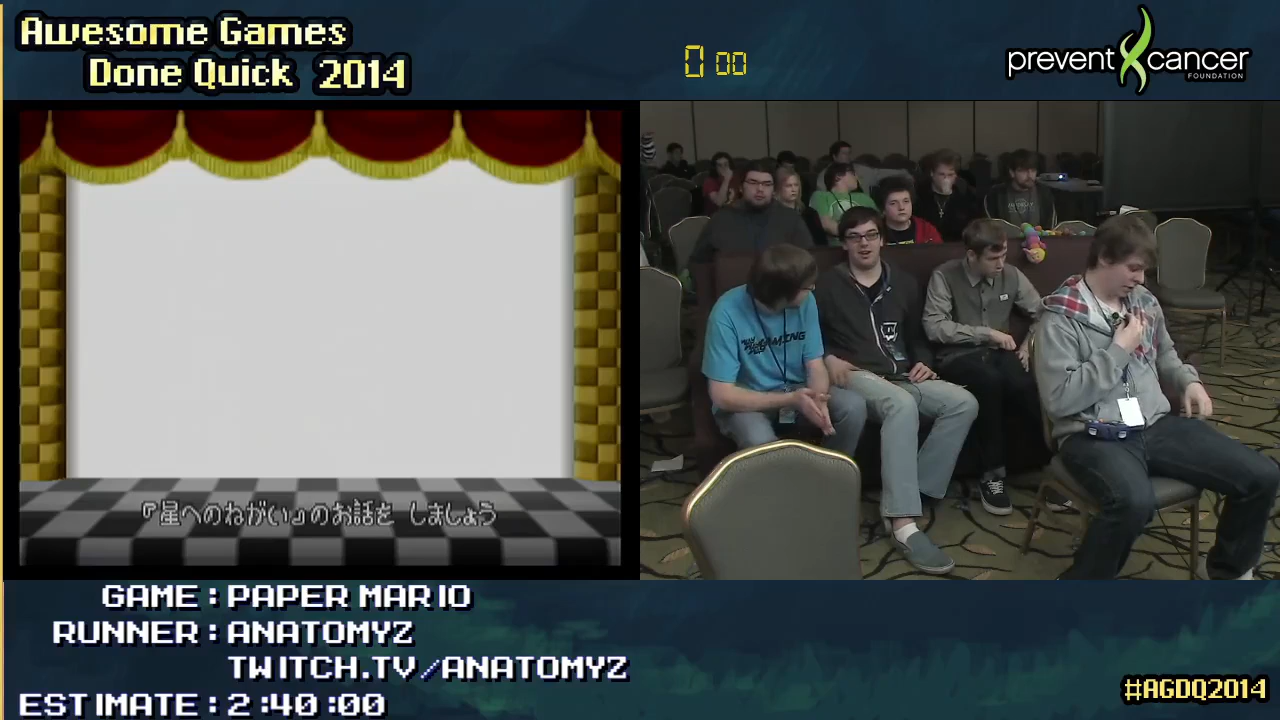 Awesome Games
Done Quick 2014
0 00
prevent cancer
FOUNDATION
『星へのねがい』のお話を しましょう
GAME : PAPER MARIO
RUNNER : ANATOMYZ
TWITCH.TV/ANATOMYZ
ESTIMATE : 2:40:00
#AGDQ2014